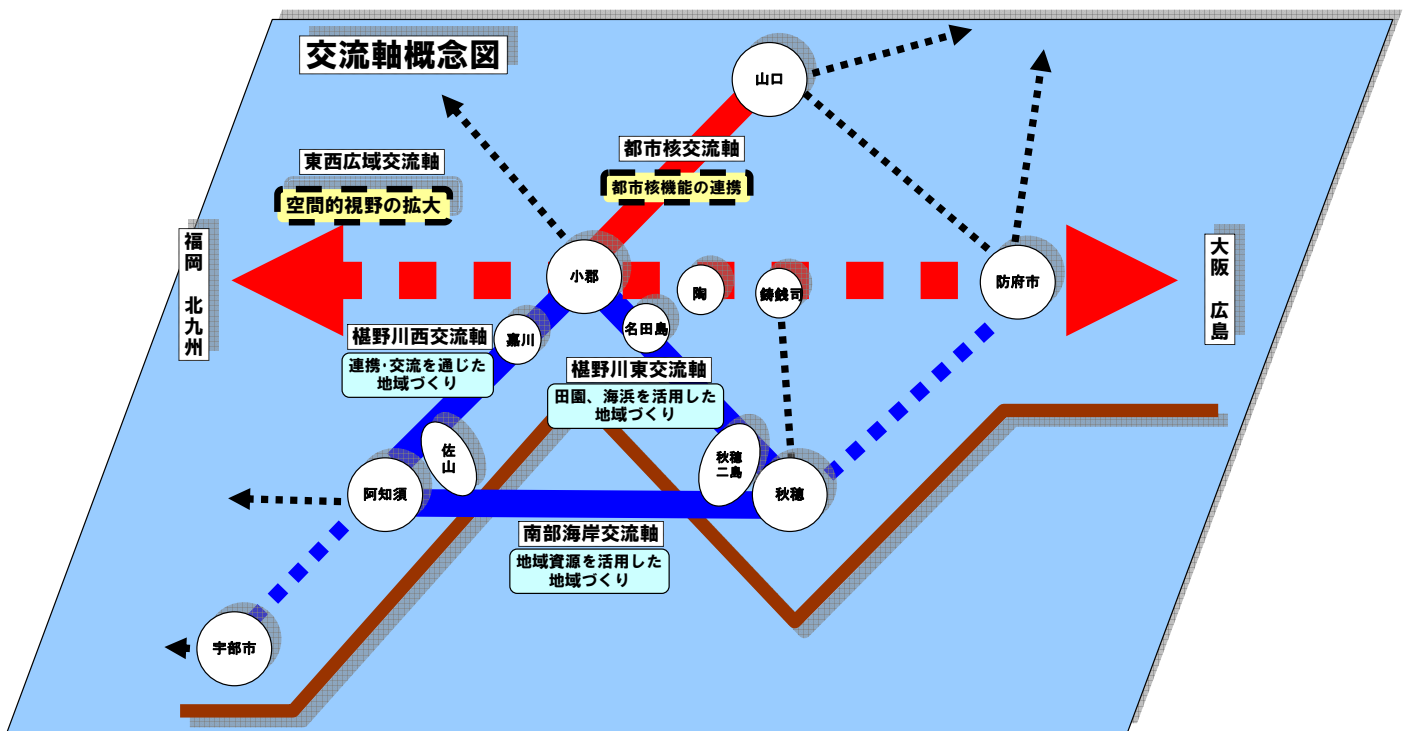 交流軸概念図
山口
都市核交流軸
都市核機能の連携
東西広域交流軸
空間的視野の拡大
福岡 北九州
大阪 広島
小郡
陶
鋳銭司
防府市
嘉川
名田島
椹野川西交流軸
連携・交流を通じた
地域づくり
椹野川東交流軸
田園、海浜を活用した
地域づくり
佐山
秋穂
二島
阿知須
秋穂
南部海岸交流軸
地域資源を活用した
地域づくり
宇部市